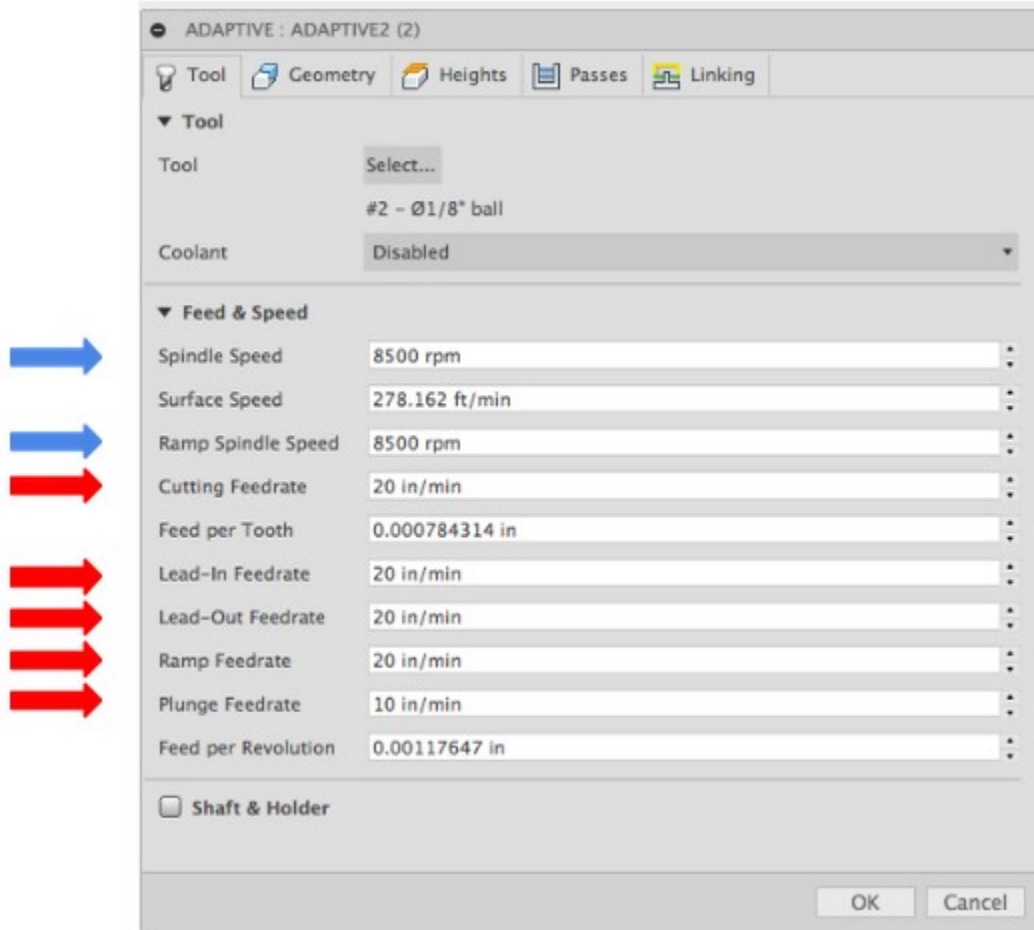 ADAPTIVE : ADAPTIVE2 (2)
Tool Geometry Heights Passes Linking
Tool
Tool Select...
#2 - Ø1/8" ball
Coolant Disabled
Feed & Speed
Spindle Speed 8500 rpm
Surface Speed 278.162 ft/min
Ramp Spindle Speed 8500 rpm
Cutting Feedrate 20 in/min
Feed per Tooth 0.000784314 in
Lead-In Feedrate 20 in/min
Lead-Out Feedrate 20 in/min
Ramp Feedrate 20 in/min
Plunge Feedrate 10 in/min
Feed per Revolution 0.00117647 in
Shaft & Holder
OK Cancel